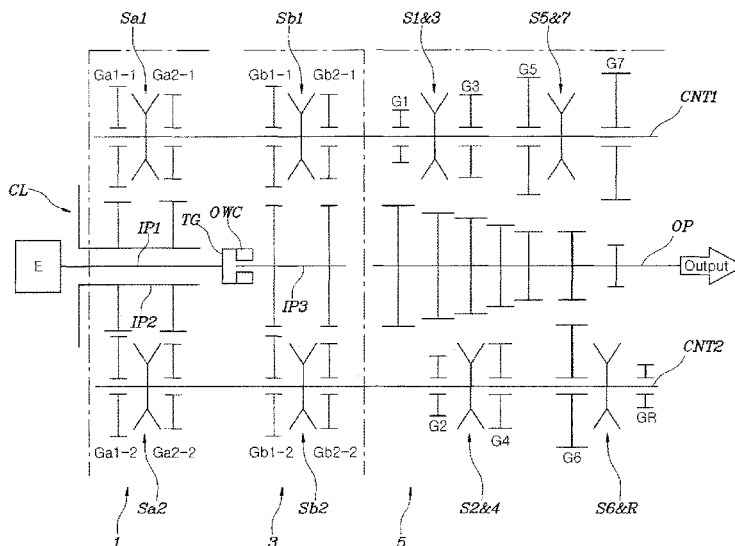 Sa1 Sb1 S1&3 S5&7
Ga1-1 Ga2-1 Gb1-1 Gb2-1 G1 G3 G5 G7
CNT1
CL
TG OWC
E IP1 OP
Output
IP2 IP3
CNT2
Ga1-2 Ga2-2 Gb1-2 Gb2-2 G2 G4 G6 GR
1 Sa2 3 Sb2 5 S2&4 S6&R